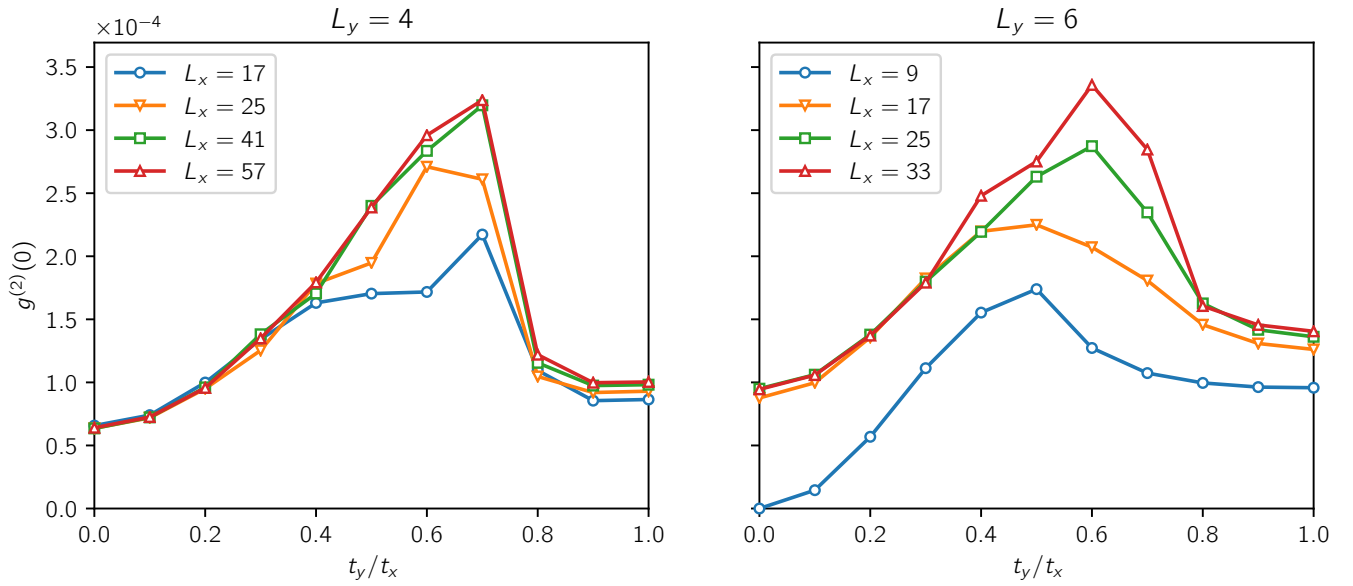 L_y = 4
×10⁻⁴
L_x = 17
L_x = 25
L_x = 41
L_x = 57
3.5
3.0
2.5
2.0
1.5
1.0
0.5
0.0
g⁽²⁾(0)
0.0 0.2 0.4 0.6 0.8 1.0
t_y/t_x
L_y = 6
L_x = 9
L_x = 17
L_x = 25
L_x = 33
0.0 0.2 0.4 0.6 0.8 1.0
t_y/t_x